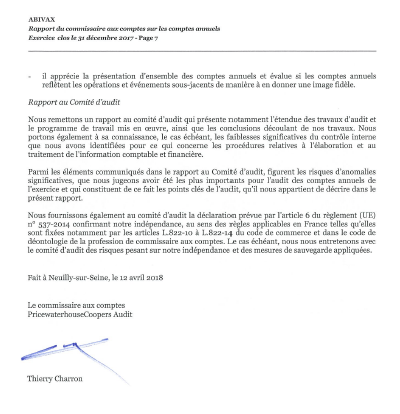 ABIVAX
Rapport du commissaire aux comptes sur les comptes annuels
Exercice clos le 31 décembre 2017 - Page 7
- il apprécie la présentation d'ensemble des comptes annuels et évalue si les comptes annuels
reflètent les opérations et événements sous-jacents de manière à en donner une image fidèle.
Rapport au Comité d'audit
Nous remettons un rapport au comité d'audit qui présente notamment l'étendue des travaux d'audit et
le programme de travail mis en œuvre, ainsi que les conclusions découlant de nos travaux. Nous
portons également à sa connaissance, le cas échéant, les faiblesses significatives du contrôle interne
que nous avons identifiées pour ce qui concerne les procédures relatives à l'élaboration et au
traitement de l'information comptable et financière.
Parmi les éléments communiqués dans le rapport au Comité d'audit, figurent les risques d'anomalies
significatives, que nous jugeons avoir été les plus importants pour l'audit des comptes annuels de
l'exercice et qui constituent de ce fait les points clés de l'audit, qu'il nous appartient de décrire dans le
présent rapport.
Nous fournissons également au comité d'audit la déclaration prévue par l'article 6 du règlement (UE)
n° 537-2014 confirmant notre indépendance, au sens des règles applicables en France telles qu'elles
sont fixées notamment par les articles L.822-10 à L.822-14 du code de commerce et dans le code de
déontologie de la profession de commissaire aux comptes. Le cas échéant, nous nous entretenons avec
le comité d'audit des risques pesant sur notre indépendance et des mesures de sauvegarde appliquées.
Fait à Neuilly-sur-Seine, le 12 avril 2018
Le commissaire aux comptes
PricewaterhouseCoopers Audit
Thierry Charron